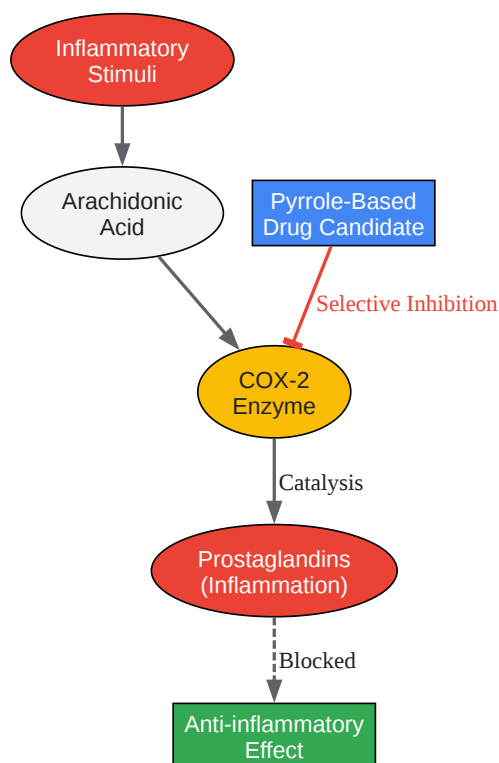 Inflammatory
Stimuli
Arachidonic
Acid
Pyrrole-Based
Drug Candidate
Selective Inhibition
COX-2
Enzyme
Catalysis
Prostaglandins
(Inflammation)
Blocked
Anti-inflammatory
Effect